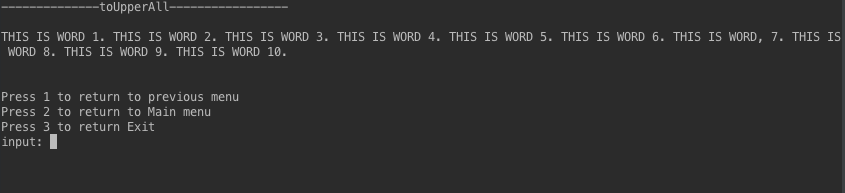 --------------toUpperAll-----------------
THIS IS WORD 1. THIS IS WORD 2. THIS IS WORD 3. THIS IS WORD 4. THIS IS WORD 5. THIS IS WORD 6. THIS IS WORD, 7. THIS IS
WORD 8. THIS IS WORD 9. THIS IS WORD 10.
Press 1 to return to previous menu
Press 2 to return to Main menu
Press 3 to return Exit
input: